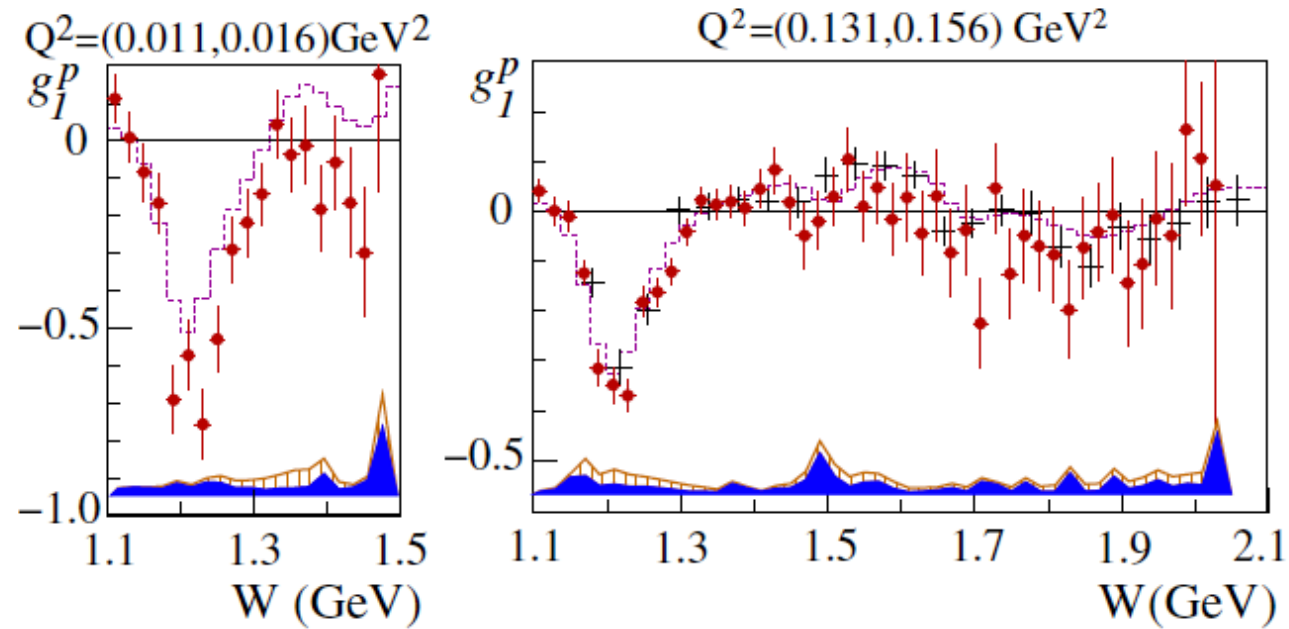 Q²=(0.011,0.016)GeV²
g₁ᵖ
0
−0.5
−1.0
1.1 1.3 1.5
W (GeV)
Q²=(0.131,0.156) GeV²
g₁ᵖ
0
−0.5
1.1 1.3 1.5 1.7 1.9 2.1
W(GeV)